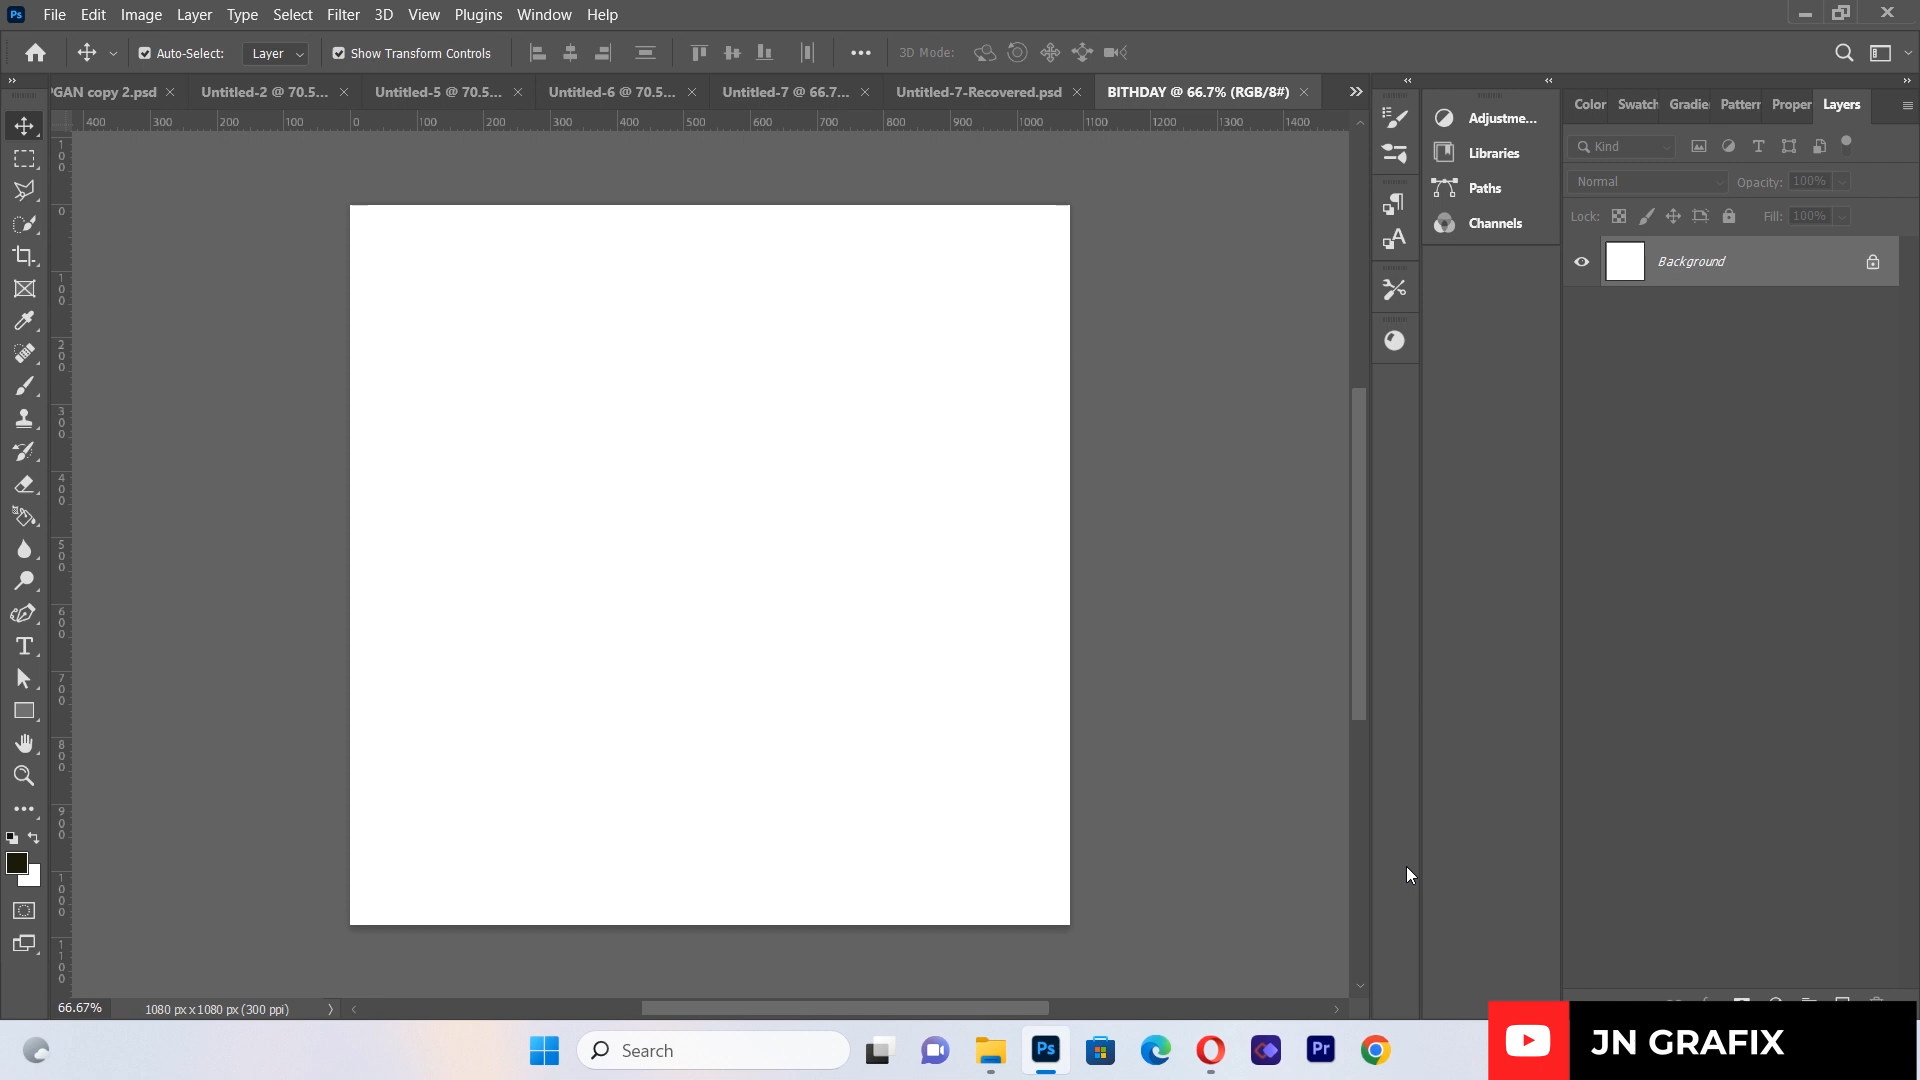 Ps File Edit Image Layer Type Select Filter 3D View Plugins Window Help
Auto-Select: Layer Show Transform Controls 3D Mode:
PGAN copy 2.psd Untitled-2 @ 70.5... Untitled-5 @ 70.5... Untitled-6 @ 70.5... Untitled-7 @ 66.7... Untitled-7-Recovered.psd BITHDAY @ 66.7% (RGB/8#)
400 300 200 100 0 100 200 300 400 500 600 700 800 900 1000 1100 1200 1300 1400
100
0
100
200
300
400
500
600
700
800
900
1000
1100
Adjustme...
Libraries
Paths
Channels
Color Swatch Gradie Pattern Proper Layers
Kind
Normal Opacity: 100%
Lock: Fill: 100%
Background
66.67% 1080 px x 1080 px (300 ppi)
Search
Ps
Pr
JN GRAFIX